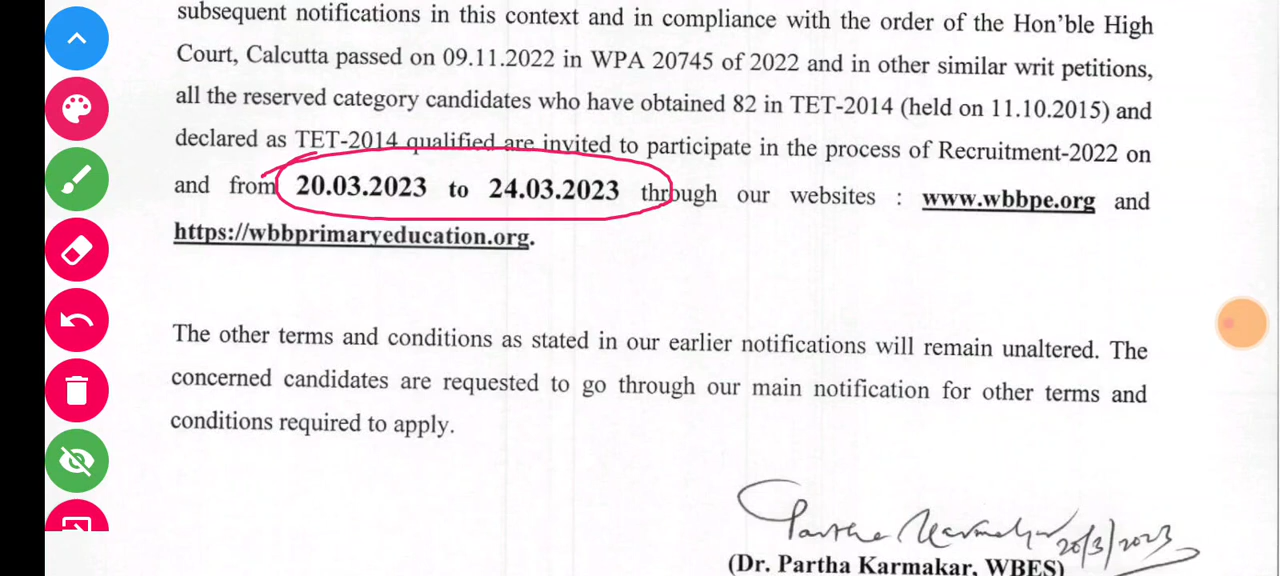 subsequent notifications in this context and in compliance with the order of the Hon'ble High
Court, Calcutta passed on 09.11.2022 in WPA 20745 of 2022 and in other similar writ petitions,
all the reserved category candidates who have obtained 82 in TET-2014 (held on 11.10.2015) and
declared as TET-2014 qualified are invited to participate in the process of Recruitment-2022 on
and from 20.03.2023 to 24.03.2023 through our websites : www.wbbpe.org and
https://wbbprimaryeducation.org.
The other terms and conditions as stated in our earlier notifications will remain unaltered. The
concerned candidates are requested to go through our main notification for other terms and
conditions required to apply.
Partha Karmakar 20/3/2023
(Dr. Partha Karmakar, WBES)